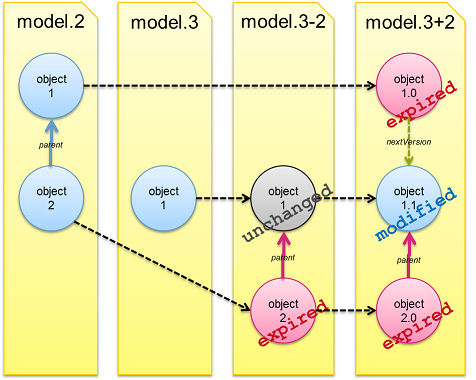 model.2
model.3
model.3-2
model.3+2
object
1
object
1.0
expired
parent
nextVersion
object
2
object
1
object
1
unchanged
object
1.1
modified
parent
parent
object
2
expired
object
2.0
expired